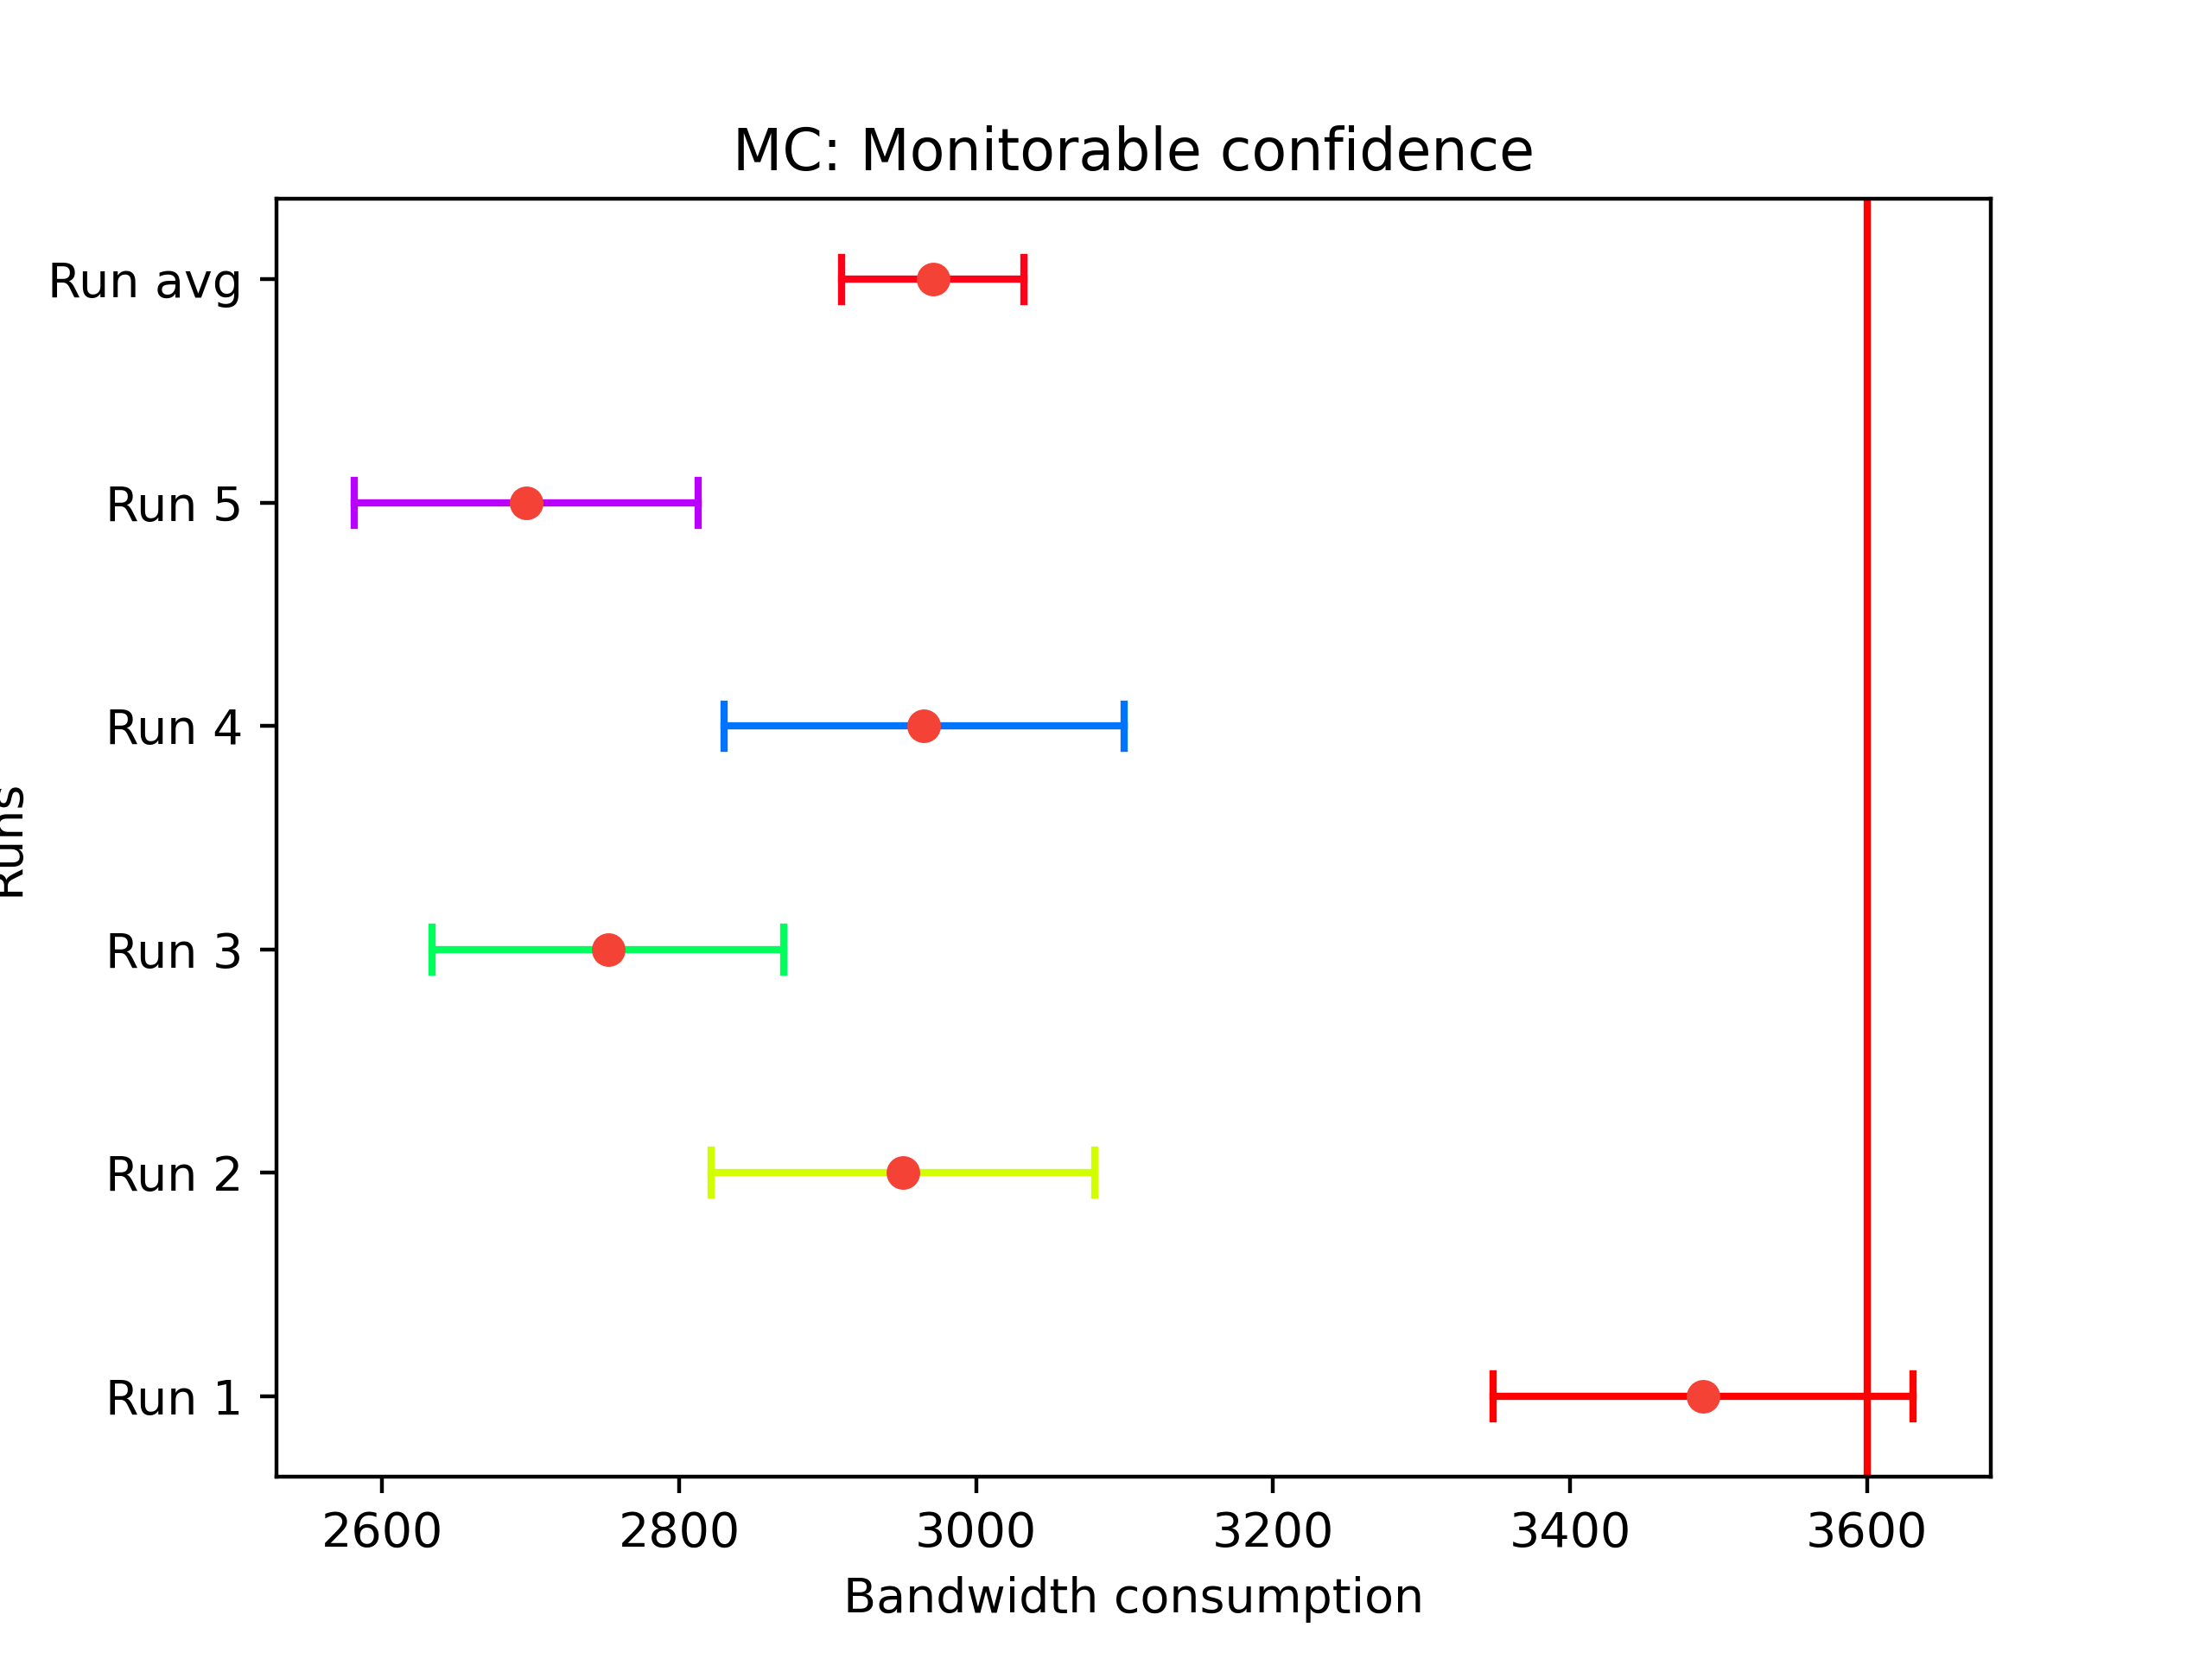 MC: Monitorable confidence
Run avg
Run 5
Run 4
Run 3
Run 2
Run 1
Runs
2600 2800 3000 3200 3400 3600
Bandwidth consumption